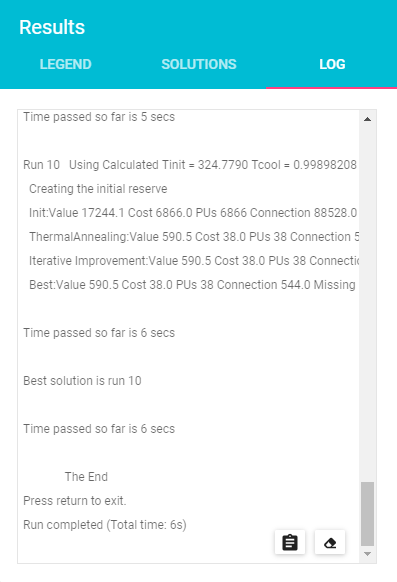 Results
LEGEND SOLUTIONS LOG
Time passed so far is 5 secs
Run 10 Using Calculated Tinit = 324.7790 Tcool = 0.99898208
Creating the initial reserve
Init:Value 17244.1 Cost 6866.0 PUs 6866 Connection 88528.0
ThermalAnnealing:Value 590.5 Cost 38.0 PUs 38 Connection 5
Iterative Improvement:Value 590.5 Cost 38.0 PUs 38 Connectio
Best:Value 590.5 Cost 38.0 PUs 38 Connection 544.0 Missing
Time passed so far is 6 secs
Best solution is run 10
Time passed so far is 6 secs
The End
Press return to exit.
Run completed (Total time: 6s)